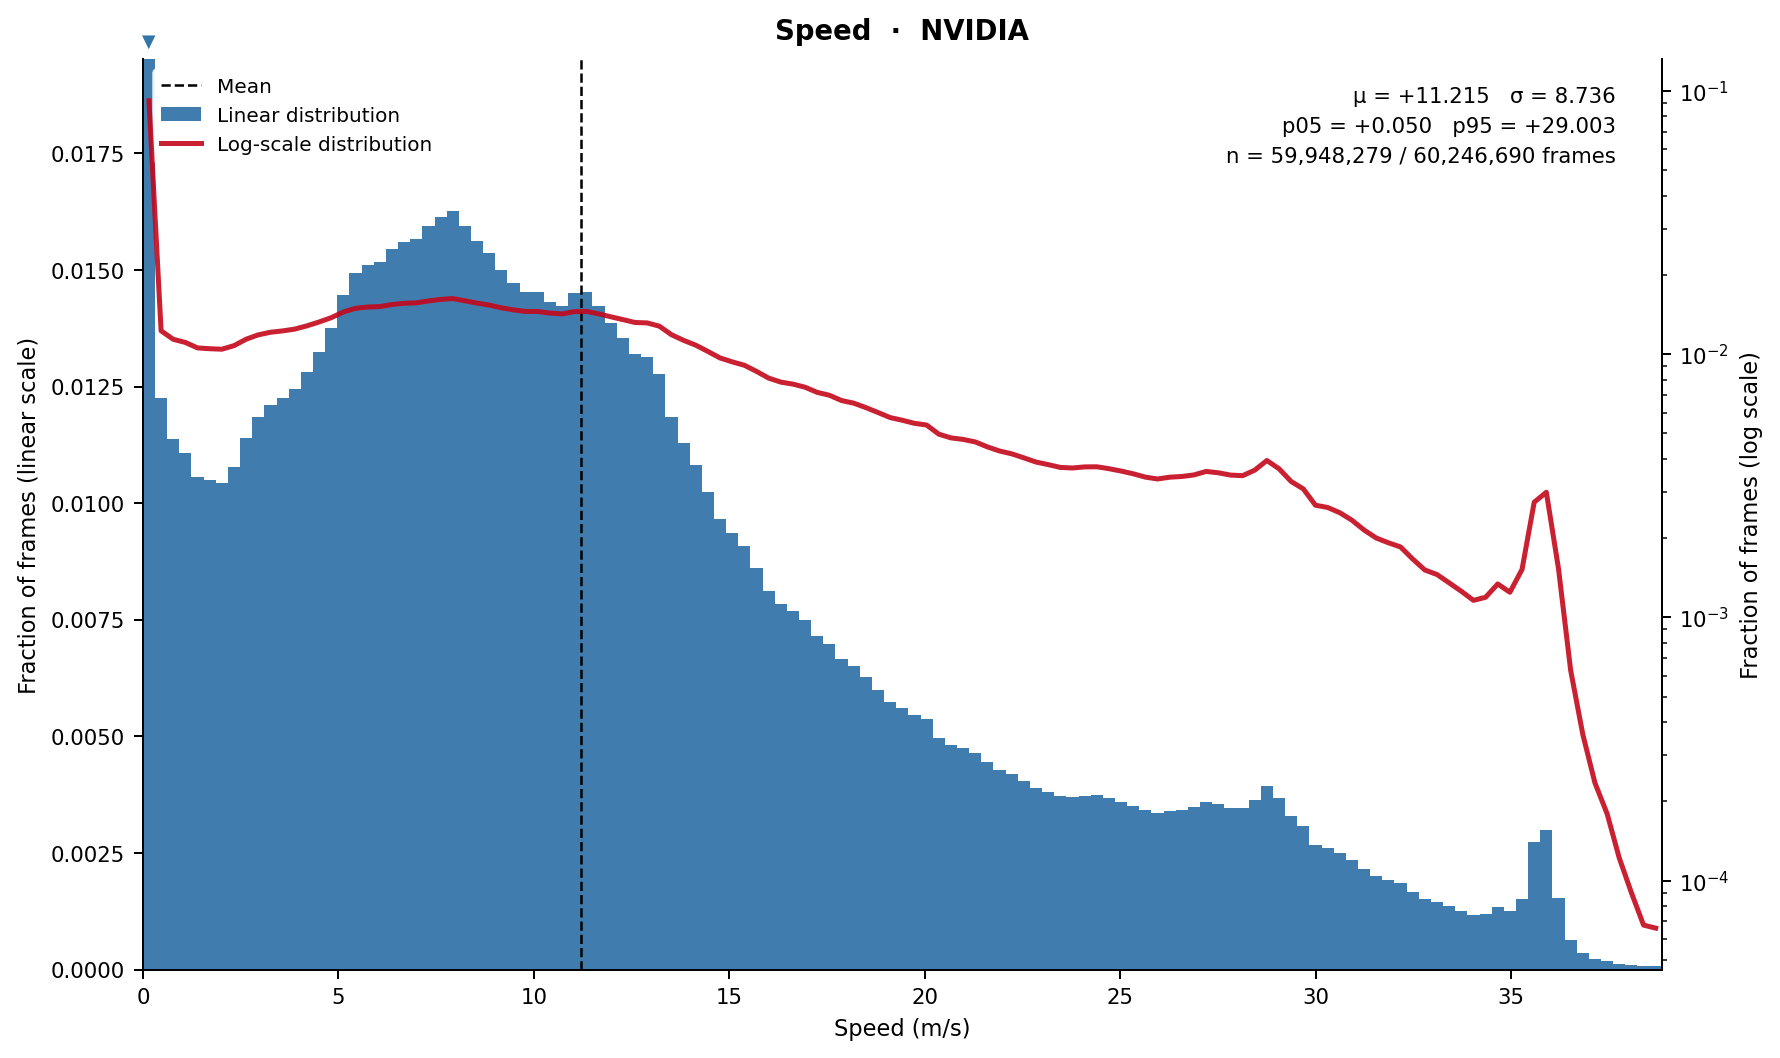 Speed · NVIDIA
Mean
Linear distribution
Log-scale distribution
μ = +11.215 σ = 8.736
p05 = +0.050 p95 = +29.003
n = 59,948,279 / 60,246,690 frames
Fraction of frames (linear scale)
0.0175
0.0150
0.0125
0.0100
0.0075
0.0050
0.0025
0.0000
10⁻¹
10⁻²
10⁻³
10⁻⁴
Fraction of frames (log scale)
0 5 10 15 20 25 30 35
Speed (m/s)